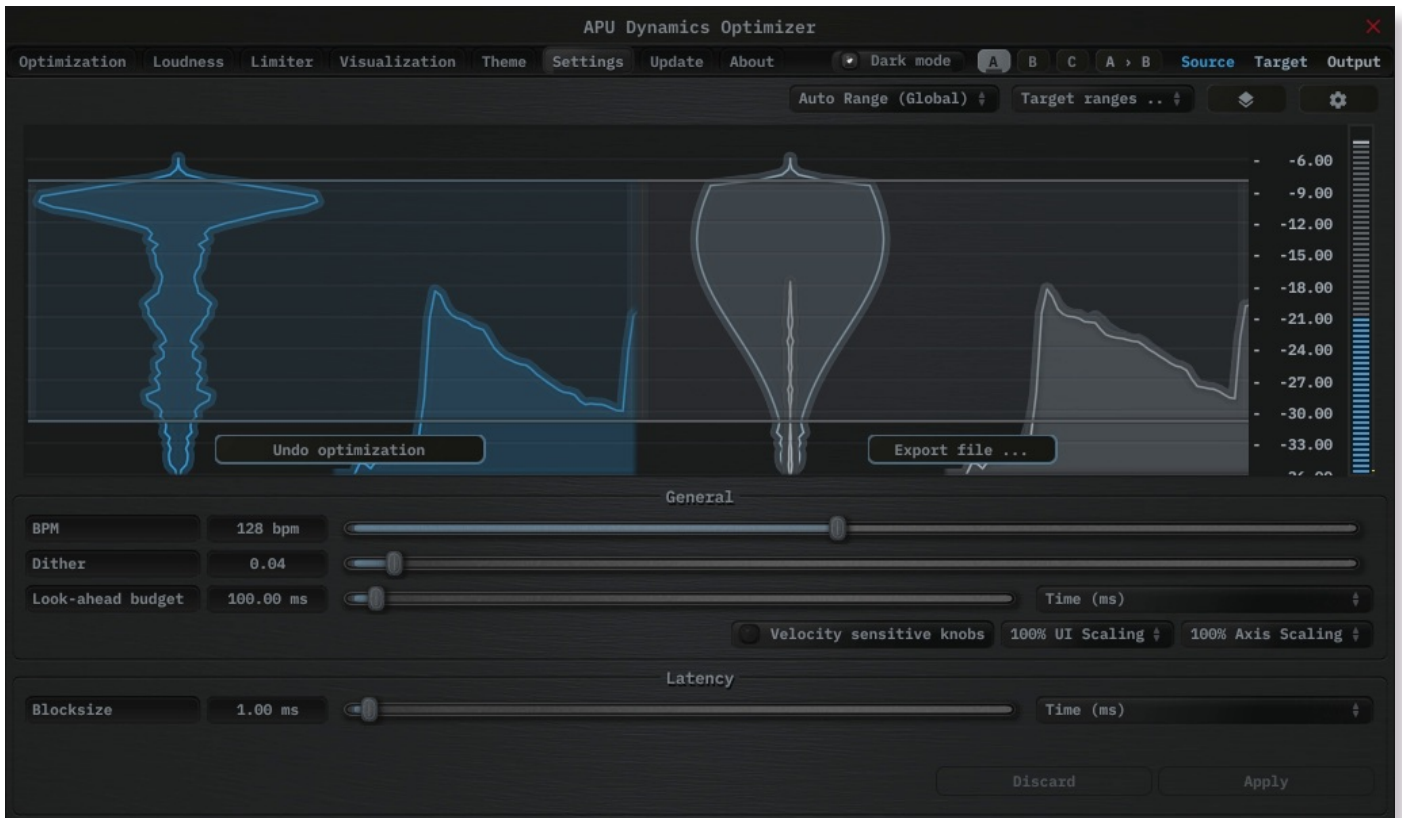 APU Dynamics Optimizer
Optimization Loudness Limiter Visualization Theme Settings Update About Dark mode A B C A › B Source Target Output
Auto Range (Global) Target ranges ..
- -6.00
- -9.00
- -12.00
- -15.00
- -18.00
- -21.00
- -24.00
- -27.00
- -30.00
- -33.00
Undo optimization Export file ...
General
BPM 128 bpm
Dither 0.04
Look-ahead budget 100.00 ms Time (ms)
Velocity sensitive knobs 100% UI Scaling 100% Axis Scaling
Latency
Blocksize 1.00 ms Time (ms)
Discard Apply